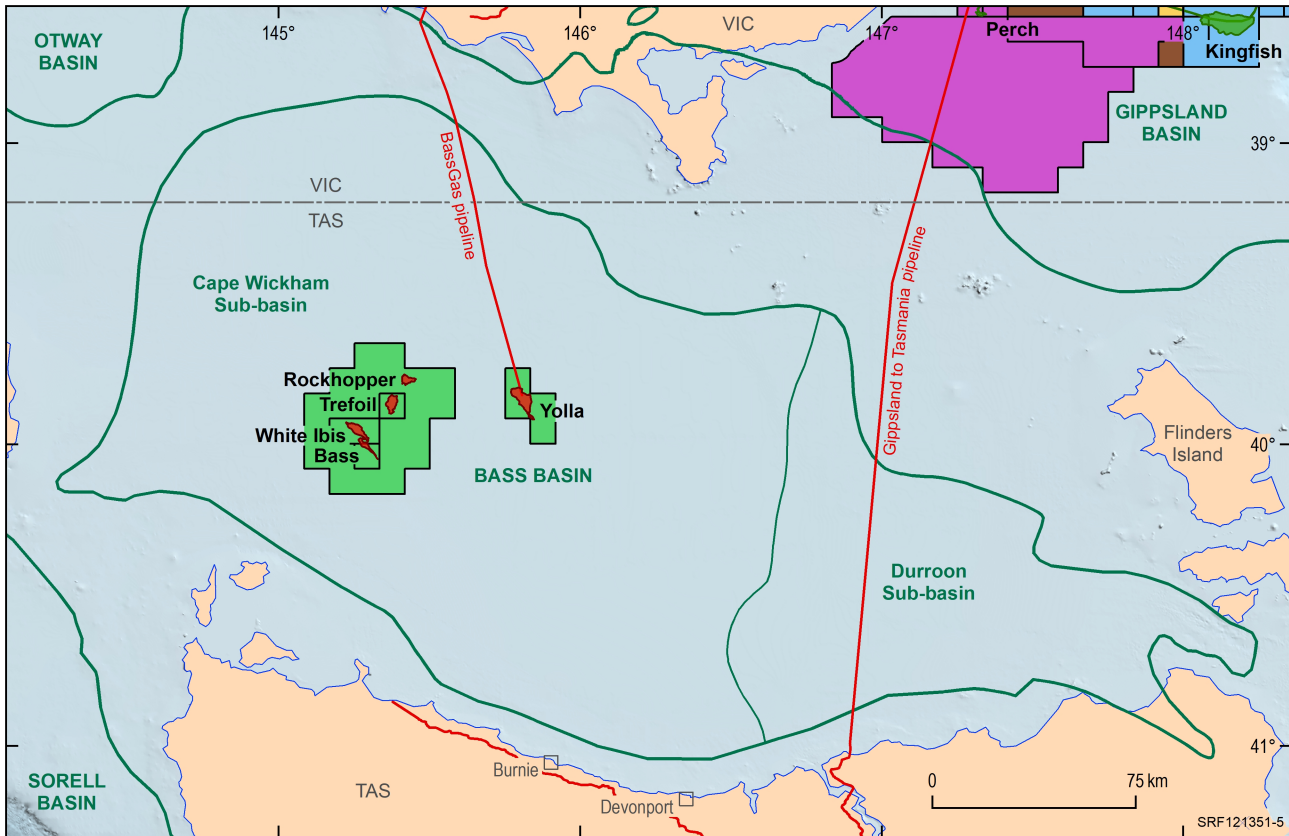 OTWAY
BASIN
145°
146°
VIC
147°
Perch
148°
Kingfish
GIPPSLAND
BASIN
39°
BassGas pipeline
VIC
TAS
Cape Wickham
Sub-basin
Gippsland to Tasmania pipeline
Rockhopper
Trefoil
Yolla
White Ibis
Bass
BASS BASIN
Flinders
Island
40°
Durroon
Sub-basin
41°
SORELL
BASIN
TAS
Burnie
Devonport
0
75 km
SRF121351-5